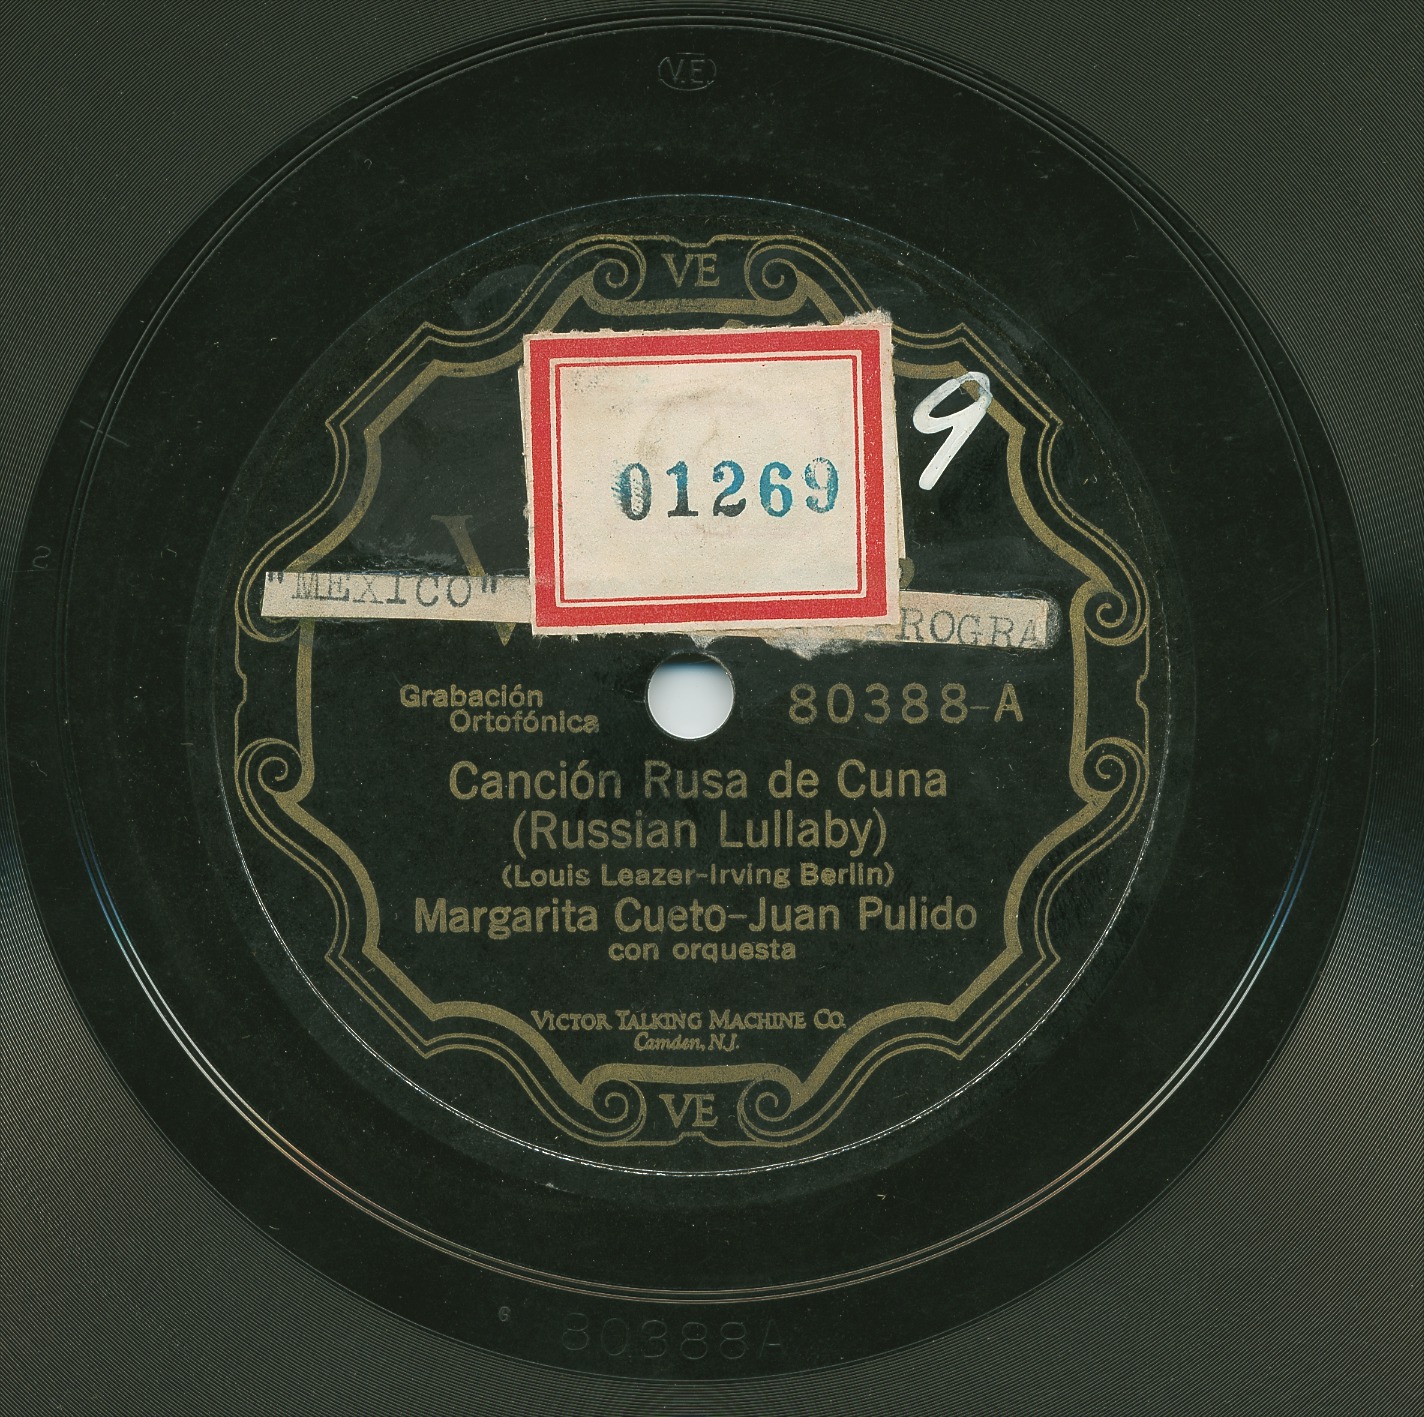 V.E.
VE
9
01269
"MEXICO"
Grabación
Ortofónica
80388-A
Canción Rusa de Cuna
(Russian Lullaby)
(Louis Leazer-Irving Berlin)
Margarita Cueto-Juan Pulido
con orquesta
VICTOR TALKING MACHINE CO.
Camden, N.J.
VE
G
80388A
2